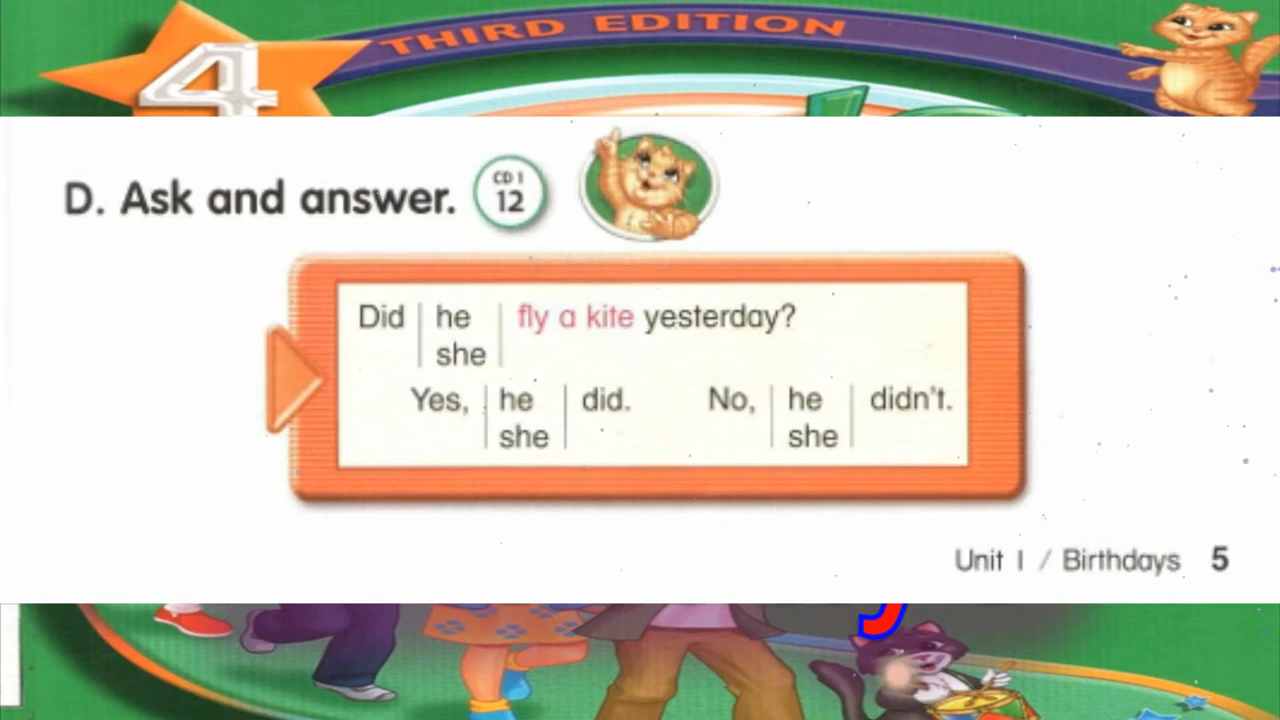 4
THIRD EDITION
D. Ask and answer.
CD 1
12
Did he fly a kite yesterday?
she
Yes, he did. No, he didn't.
she she
Unit 1 / Birthdays 5